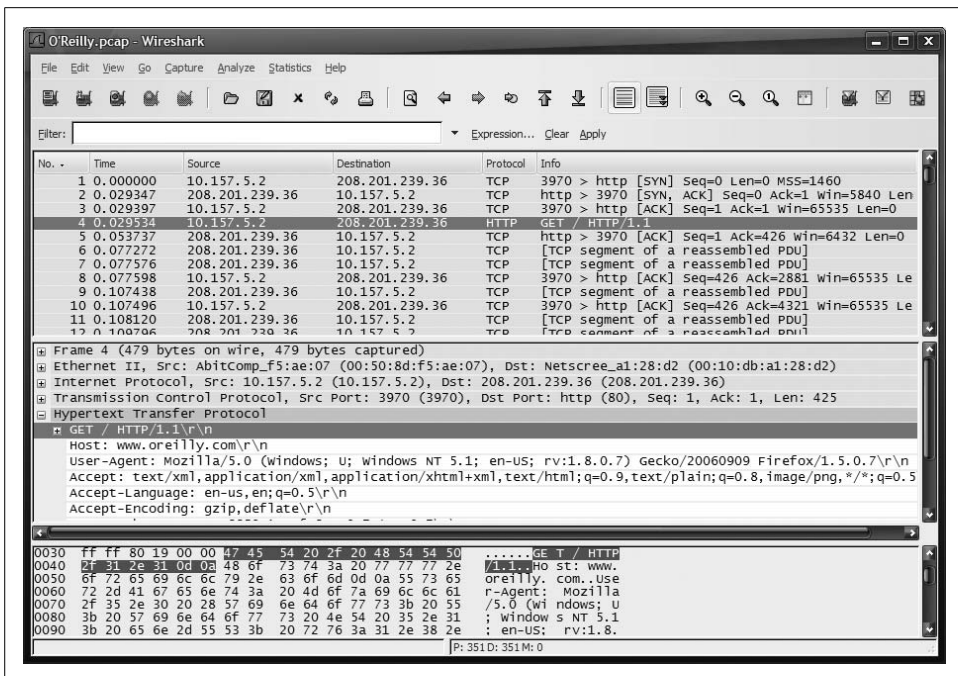 O'Reilly.pcap - Wireshark
File Edit View Go Capture Analyze Statistics Help
Filter: Expression... Clear Apply
No. - Time Source Destination Protocol Info
1 0.000000 10.157.5.2 208.201.239.36 TCP 3970 > http [SYN] Seq=0 Len=0 MSS=1460
2 0.029347 208.201.239.36 10.157.5.2 TCP http > 3970 [SYN, ACK] Seq=0 Ack=1 Win=5840 Len
3 0.029397 10.157.5.2 208.201.239.36 TCP 3970 > http [ACK] Seq=1 Ack=1 Win=65535 Len=0
4 0.029534 10.157.5.2 208.201.239.36 HTTP GET / HTTP/1.1
5 0.053737 208.201.239.36 10.157.5.2 TCP http > 3970 [ACK] Seq=1 Ack=426 Win=6432 Len=0
6 0.077272 208.201.239.36 10.157.5.2 TCP [TCP segment of a reassembled PDU]
7 0.077576 208.201.239.36 10.157.5.2 TCP [TCP segment of a reassembled PDU]
8 0.077598 10.157.5.2 208.201.239.36 TCP 3970 > http [ACK] Seq=426 Ack=2881 Win=65535 Le
9 0.107438 208.201.239.36 10.157.5.2 TCP [TCP segment of a reassembled PDU]
10 0.107496 10.157.5.2 208.201.239.36 TCP 3970 > http [ACK] Seq=426 Ack=4321 Win=65535 Le
11 0.108120 208.201.239.36 10.157.5.2 TCP [TCP segment of a reassembled PDU]
12 0.109796 208.201.239.36 10.157.5.2 TCP [TCP segment of a reassembled PDU]
Frame 4 (479 bytes on wire, 479 bytes captured)
Ethernet II, Src: AbitComp_f5:ae:07 (00:50:8d:f5:ae:07), Dst: Netscree_a1:28:d2 (00:10:db:a1:28:d2)
Internet Protocol, Src: 10.157.5.2 (10.157.5.2), Dst: 208.201.239.36 (208.201.239.36)
Transmission Control Protocol, Src Port: 3970 (3970), Dst Port: http (80), Seq: 1, Ack: 1, Len: 425
Hypertext Transfer Protocol
GET / HTTP/1.1\r\n
Host: www.oreilly.com\r\n
User-Agent: Mozilla/5.0 (Windows; U; Windows NT 5.1; en-US; rv:1.8.0.7) Gecko/20060909 Firefox/1.5.0.7\r\n
Accept: text/xml,application/xml,application/xhtml+xml,text/html;q=0.9,text/plain;q=0.8,image/png,*/*;q=0.5
Accept-Language: en-us,en;q=0.5\r\n
Accept-Encoding: gzip,deflate\r\n
0030 ff ff 80 19 00 00 47 45 54 20 2f 20 48 54 54 50 ......GE T / HTTP
0040 2f 31 2e 31 0d 0a 48 6f 73 74 3a 20 77 77 77 2e /1.1..Ho st: www.
0050 6f 72 65 69 6c 6c 79 2e 63 6f 6d 0d 0a 55 73 65 oreilly. com..Use
0060 72 2d 41 67 65 6e 74 3a 20 4d 6f 7a 69 6c 6c 61 r-Agent: Mozilla
0070 2f 35 2e 30 20 28 57 69 6e 64 6f 77 73 3b 20 55 /5.0 (Wi ndows; U
0080 3b 20 57 69 6e 64 6f 77 73 20 4e 54 20 35 2e 31 ; Window s NT 5.1
0090 3b 20 65 6e 2d 55 53 3b 20 72 76 3a 31 2e 38 2e ; en-US; rv:1.8.
P: 351 D: 351 M: 0